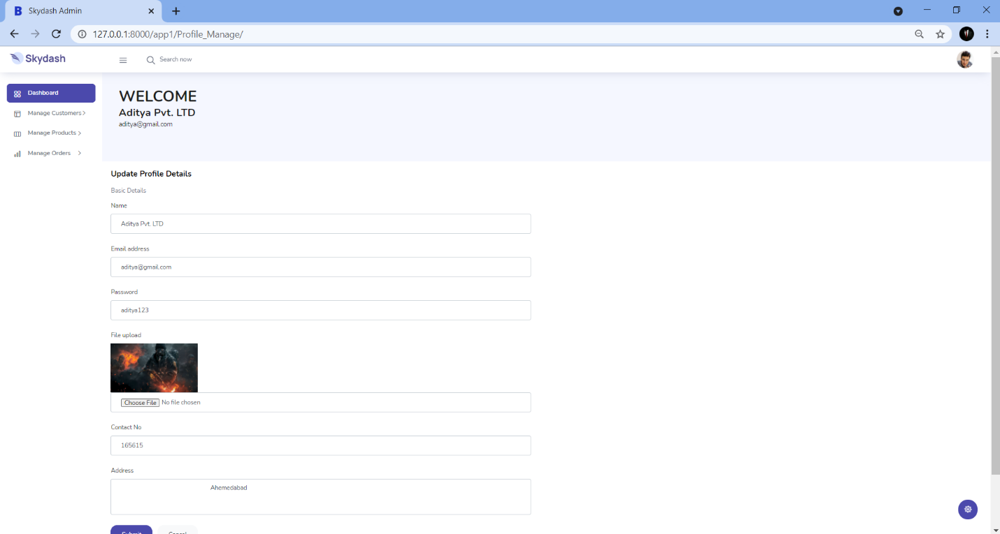 Skydash Admin
127.0.0.1:8000/app1/Profile_Manage/
Skydash
Search now
Dashboard
Manage Customers
Manage Products
Manage Orders
WELCOME
Aditya Pvt. LTD
aditya@gmail.com
Update Profile Details
Basic Details
Name
Aditya Pvt. LTD
Email address
aditya@gmail.com
Password
aditya123
File upload
Choose File No file chosen
Contact No
165615
Address
Ahemedabad
Submit Cancel